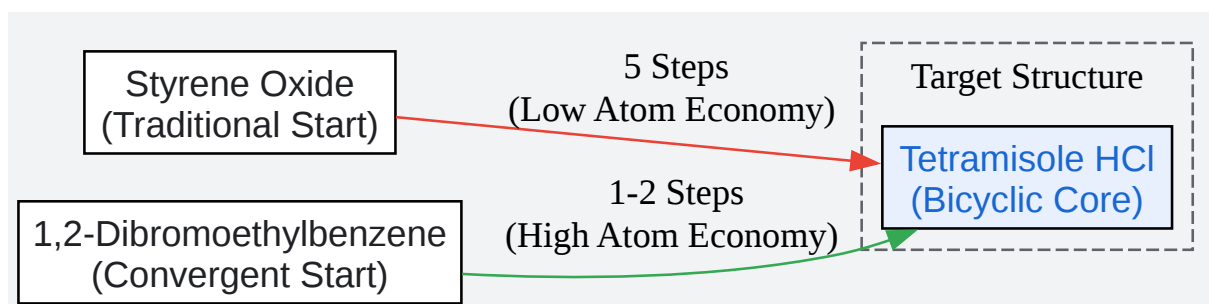 Styrene Oxide
(Traditional Start)
5 Steps
(Low Atom Economy)
Target Structure
Tetramisole HCl
(Bicyclic Core)
1,2-Dibromoethylbenzene
(Convergent Start)
1-2 Steps
(High Atom Economy)